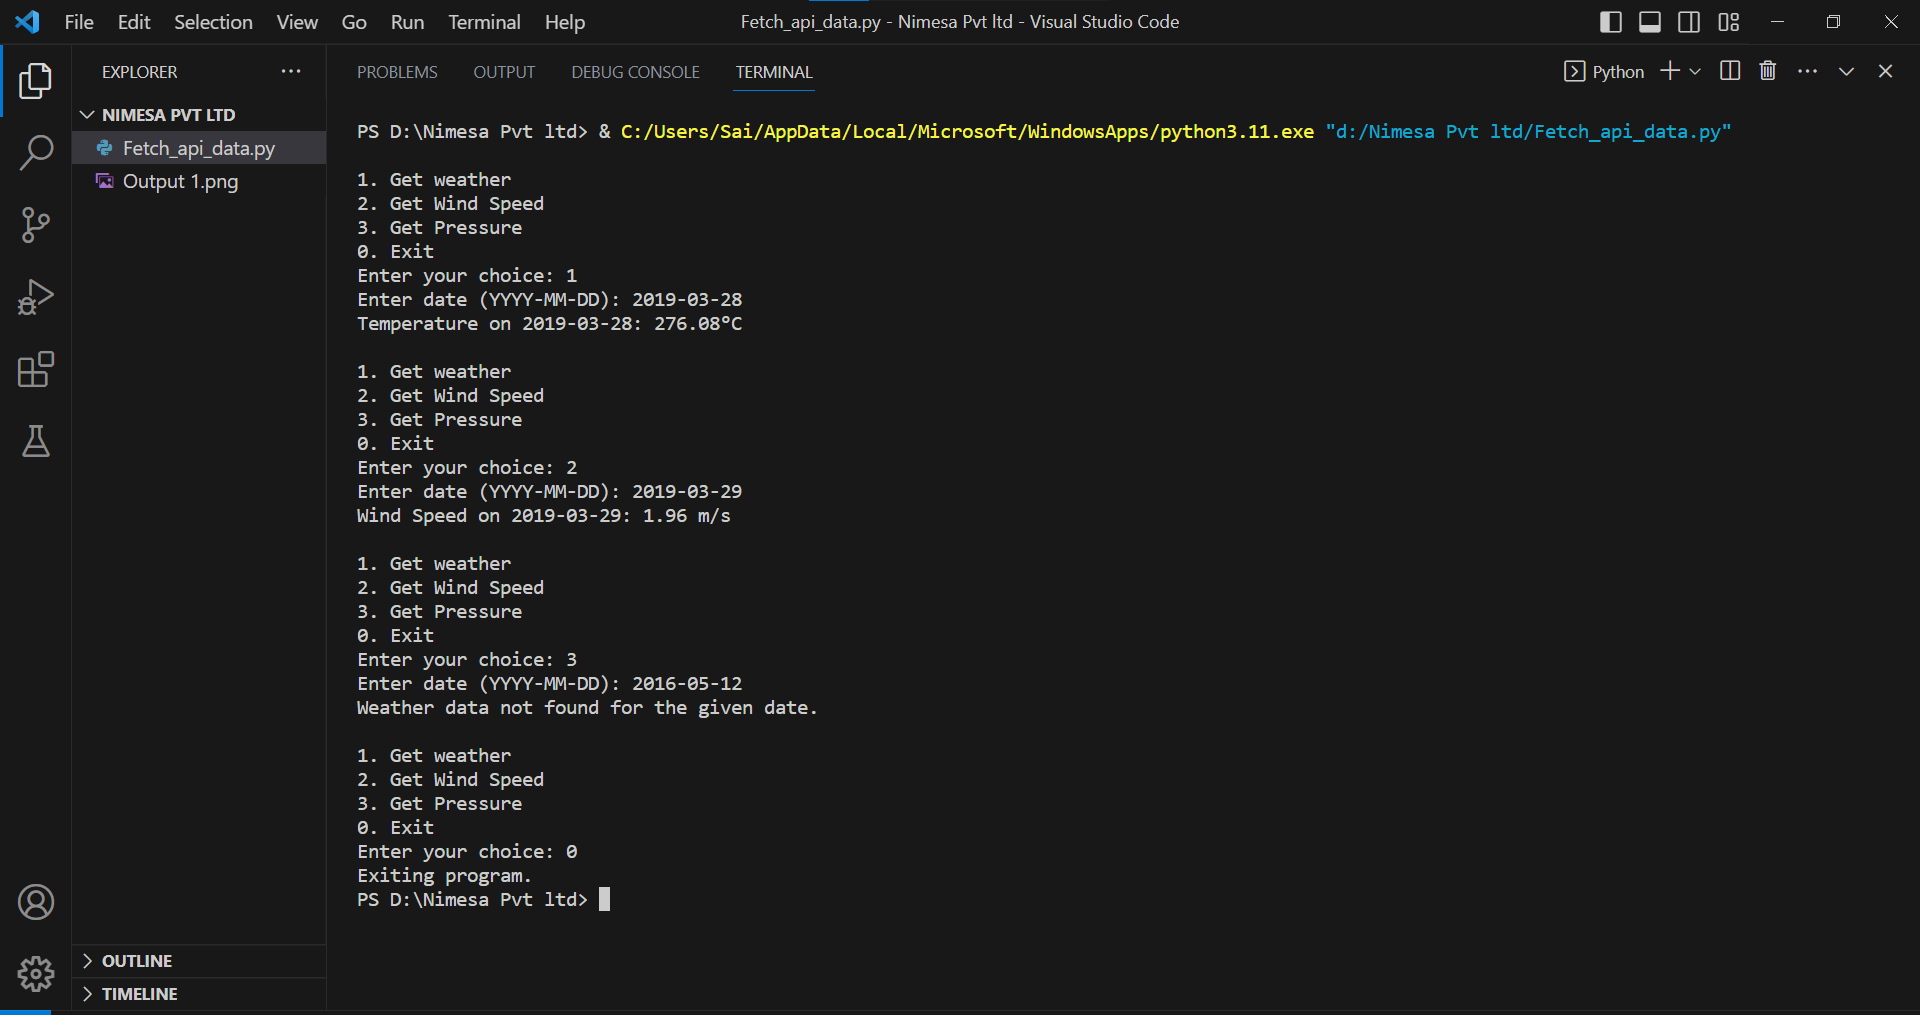 File Edit Selection View Go Run Terminal Help
Fetch_api_data.py - Nimesa Pvt ltd - Visual Studio Code
EXPLORER
NIMESA PVT LTD
Fetch_api_data.py
Output 1.png
OUTLINE
TIMELINE
PROBLEMS OUTPUT DEBUG CONSOLE TERMINAL
Python
PS D:\Nimesa Pvt ltd> & C:/Users/Sai/AppData/Local/Microsoft/WindowsApps/python3.11.exe "d:/Nimesa Pvt ltd/Fetch_api_data.py"
1. Get weather
2. Get Wind Speed
3. Get Pressure
0. Exit
Enter your choice: 1
Enter date (YYYY-MM-DD): 2019-03-28
Temperature on 2019-03-28: 276.08°C
1. Get weather
2. Get Wind Speed
3. Get Pressure
0. Exit
Enter your choice: 2
Enter date (YYYY-MM-DD): 2019-03-29
Wind Speed on 2019-03-29: 1.96 m/s
1. Get weather
2. Get Wind Speed
3. Get Pressure
0. Exit
Enter your choice: 3
Enter date (YYYY-MM-DD): 2016-05-12
Weather data not found for the given date.
1. Get weather
2. Get Wind Speed
3. Get Pressure
0. Exit
Enter your choice: 0
Exiting program.
PS D:\Nimesa Pvt ltd>